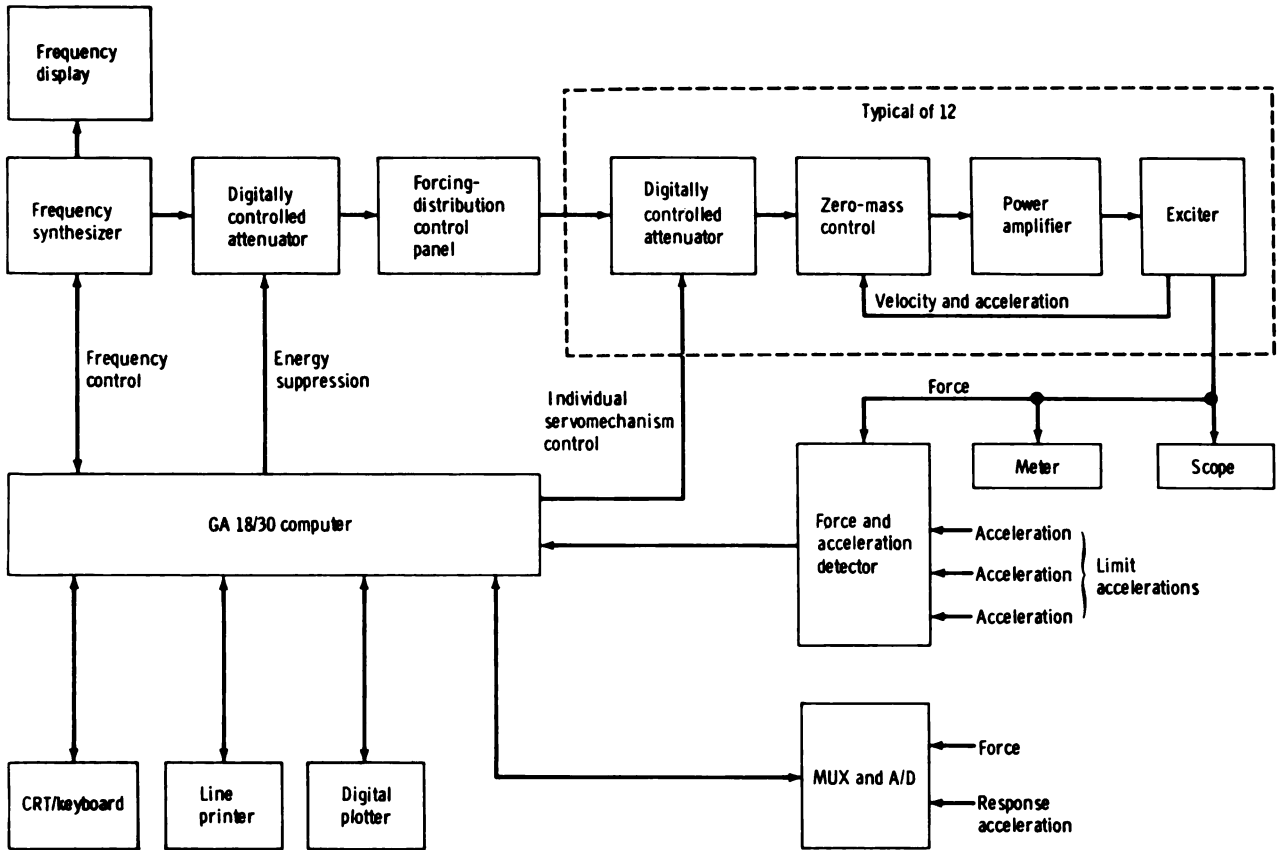 Frequency
display
Typical of 12
Frequency
synthesizer
Digitally
controlled
attenuator
Forcing-
distribution
control
panel
Digitally
controlled
attenuator
Zero-mass
control
Power
amplifier
Exciter
Velocity and acceleration
Frequency
control
Energy
suppression
Individual
servomechanism
control
Force
Meter
Scope
GA 18/30 computer
Force and
acceleration
detector
Acceleration
Acceleration
Acceleration
Limit
accelerations
CRT/keyboard
Line
printer
Digital
plotter
MUX and A/D
Force
Response
acceleration